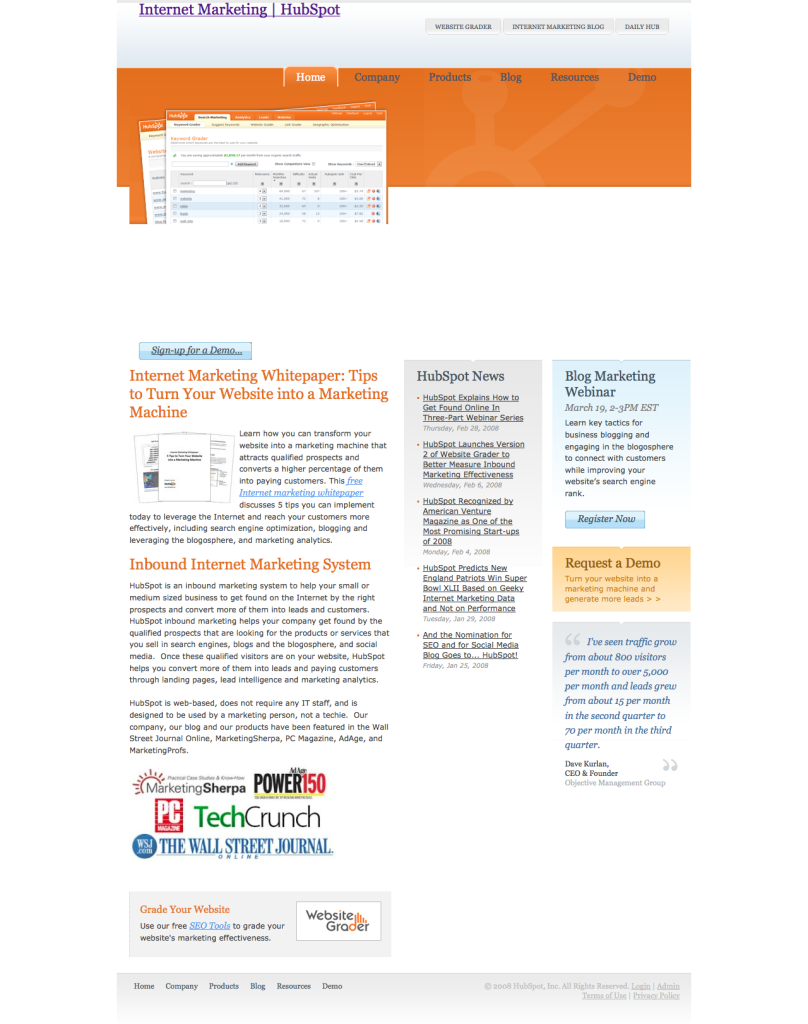 Internet Marketing | HubSpot
WEBSITE GRADER
INTERNET MARKETING BLOG
DAILY HUB
Home
Company
Products
Blog
Resources
Demo
Keyword Grader
Sign-up for a Demo...
Internet Marketing Whitepaper: Tips
to Turn Your Website into a Marketing
Machine
Learn how you can transform your
website into a marketing machine that
attracts qualified prospects and
converts a higher percentage of them
into paying customers. This free
Internet marketing whitepaper
discusses 5 tips you can implement
today to leverage the Internet and reach your customers more
effectively, including search engine optimization, blogging and
leveraging the blogosphere, and marketing analytics.
Inbound Internet Marketing System
HubSpot is an inbound marketing system to help your small or
medium sized business to get found on the Internet by the right
prospects and convert more of them into leads and customers.
HubSpot inbound marketing helps your company get found by the
qualified prospects that are looking for the products or services that
you sell in search engines, blogs and the blogosphere, and social
media.  Once these qualified visitors are on your website, HubSpot
helps you convert more of them into leads and paying customers
through landing pages, lead intelligence and marketing analytics.
HubSpot is web-based, does not require any IT staff, and is
designed to be used by a marketing person, not a techie.  Our
company, our blog and our products have been featured in the Wall
Street Journal Online, MarketingSherpa, PC Magazine, AdAge, and
MarketingProfs.
Practical Case Studies & Know-How
MarketingSherpa
AdAge
POWER150
PC
MAGAZINE
TechCrunch
WSJ
.com
THE WALL STREET JOURNAL.
ONLINE
Grade Your Website
Use our free SEO Tools to grade your
website's marketing effectiveness.
Website
Grader
HubSpot News
HubSpot Explains How to
Get Found Online In
Three-Part Webinar Series
Thursday, Feb 28, 2008
HubSpot Launches Version
2 of Website Grader to
Better Measure Inbound
Marketing Effectiveness
Wednesday, Feb 6, 2008
HubSpot Recognized by
American Venture
Magazine as One of the
Most Promising Start-ups
of 2008
Monday, Feb 4, 2008
HubSpot Predicts New
England Patriots Win Super
Bowl XLII Based on Geeky
Internet Marketing Data
and Not on Performance
Tuesday, Jan 29, 2008
And the Nomination for
SEO and for Social Media
Blog Goes to... HubSpot!
Friday, Jan 25, 2008
Blog Marketing
Webinar
March 19, 2-3PM EST
Learn key tactics for
business blogging and
engaging in the blogosphere
to connect with customers
while improving your
website's search engine
rank.
Register Now
Request a Demo
Turn your website into a
marketing machine and
generate more leads > >
“ I've seen traffic grow
from about 800 visitors
per month to over 5,000
per month and leads grew
from about 15 per month
in the second quarter to
70 per month in the third
quarter.
”
Dave Kurlan,
CEO & Founder
Objective Management Group
Home
Company
Products
Blog
Resources
Demo
© 2008 HubSpot, Inc. All Rights Reserved. Login | Admin
Terms of Use | Privacy Policy